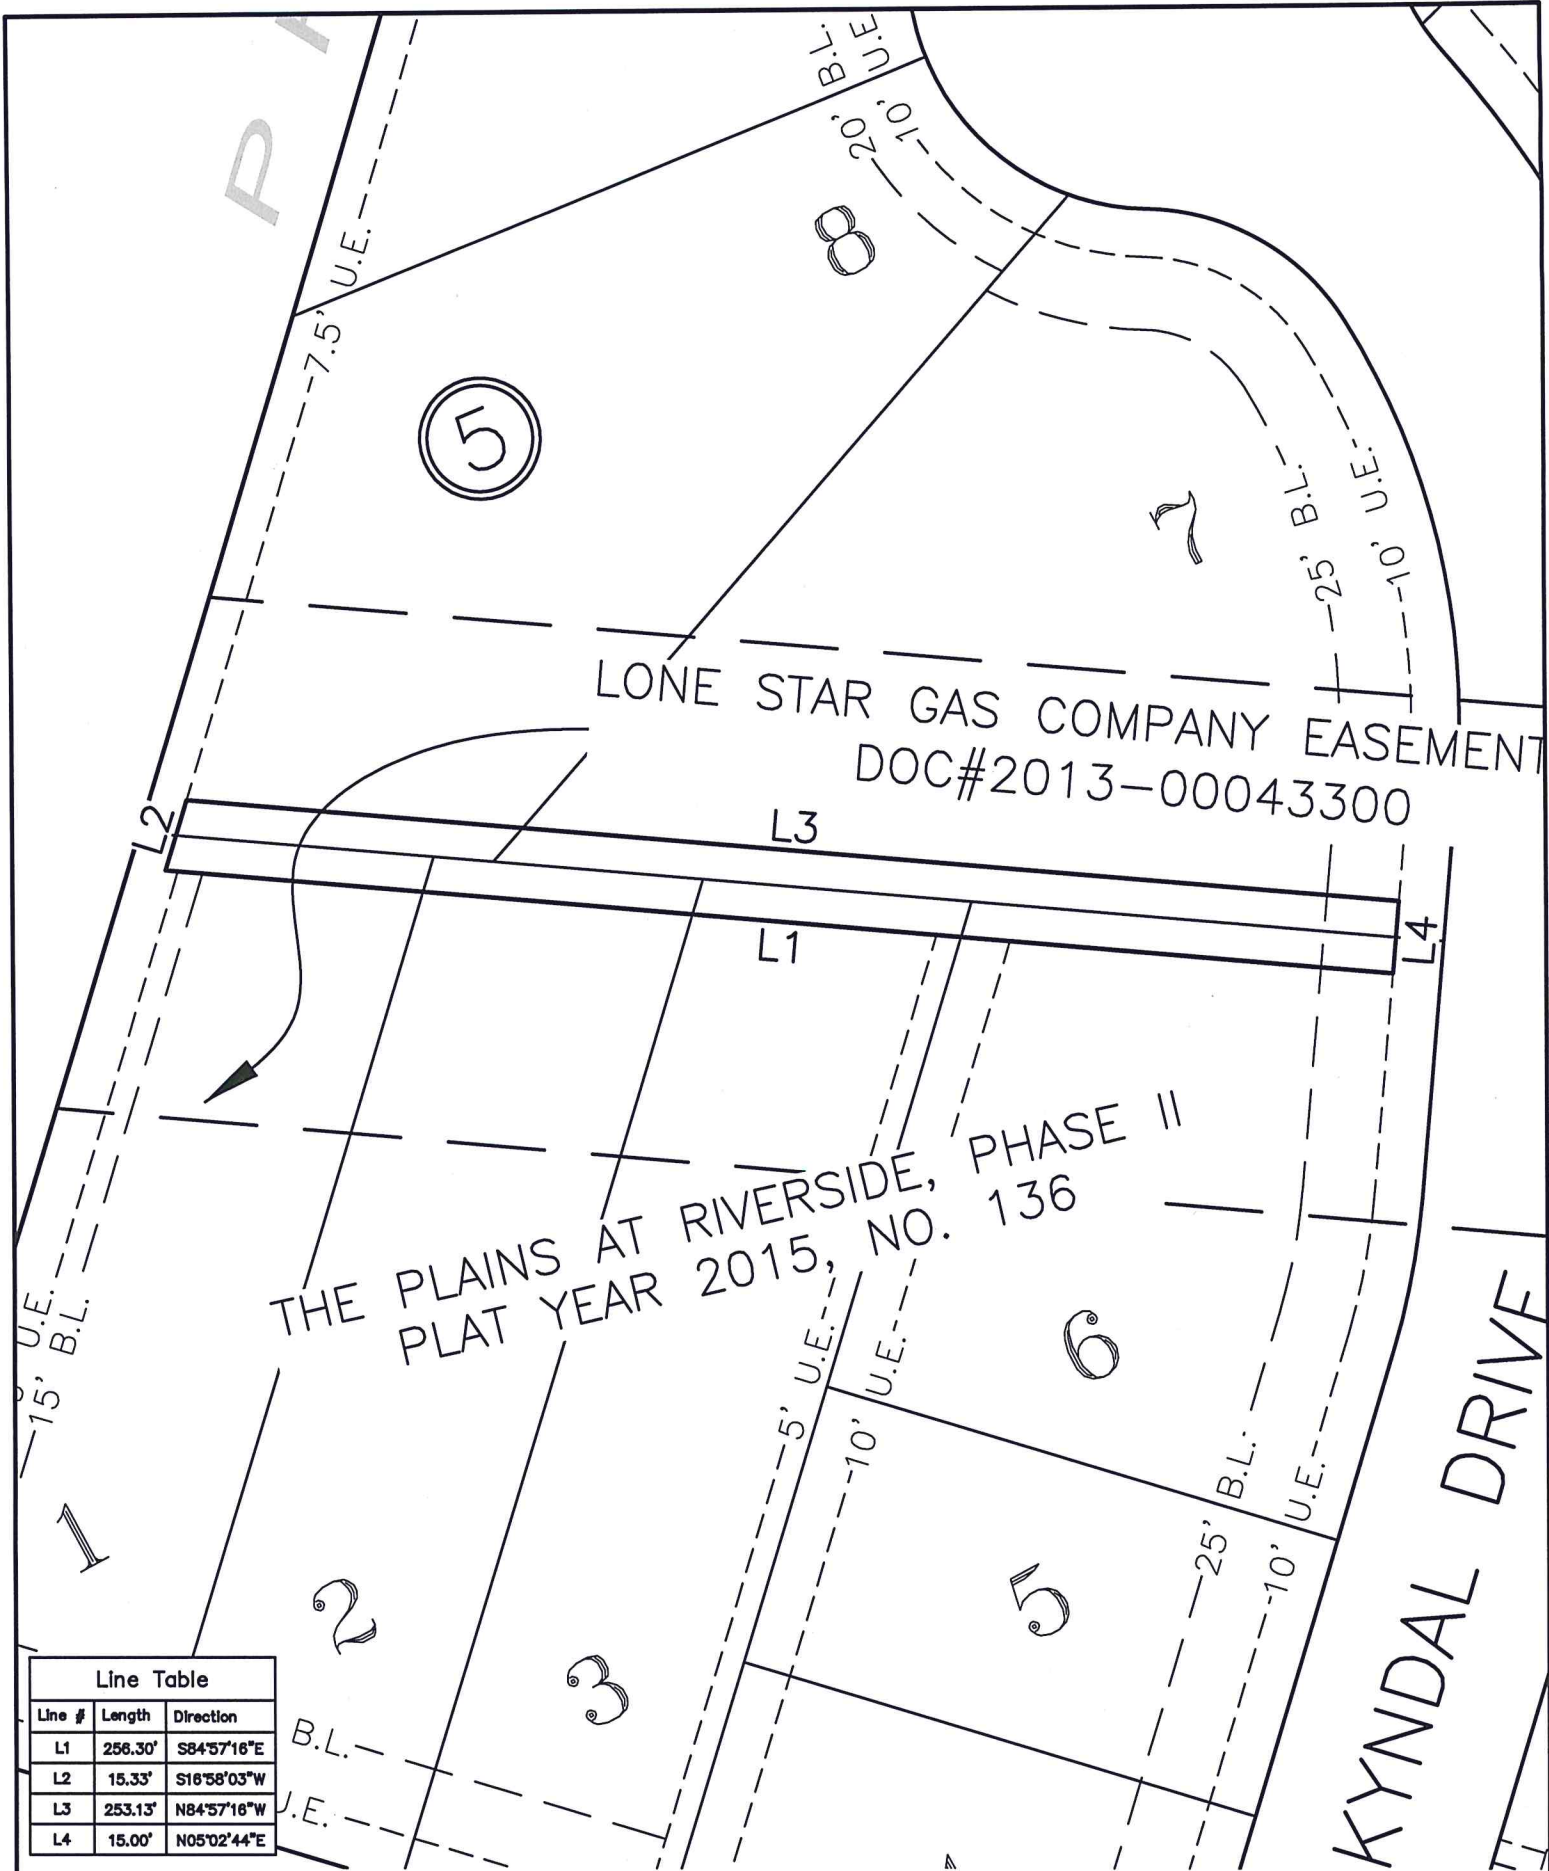 P
B.L.
U.E.
20'
10'
7.5' U.E.
8
5
7
25' B.L.
10' U.E.
LONE STAR GAS COMPANY EASEMENT
DOC#2013-00043300
L2
L3
L1
L4
THE PLAINS AT RIVERSIDE, PHASE II
PLAT YEAR 2015, NO. 136
U.E.
15' B.L.
5' U.E.
10' U.E.
6
25' B.L.
10' U.E.
1
2
3
5
KYNDAL DRIVE
B.L.
U.E.
Line Table
Line # Length Direction
L1 256.30' S84°57'16"E
L2 15.33' S16°58'03"W
L3 253.13' N84°57'16"W
L4 15.00' N05°02'44"E